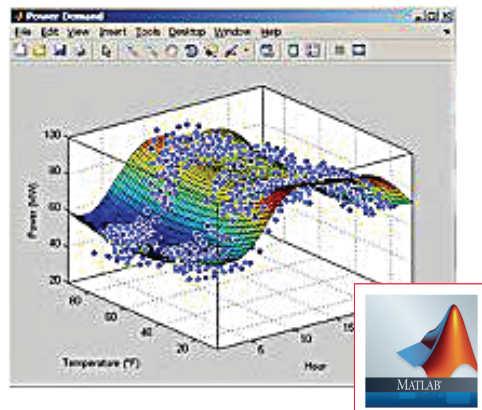 Power Demand
File Edit View Insert Tools Desktop Window Help
100
80
60
40
20
Power (MW)
80
60
40
20
Temperature (°F)
5
10
15
Hour
MATLAB®